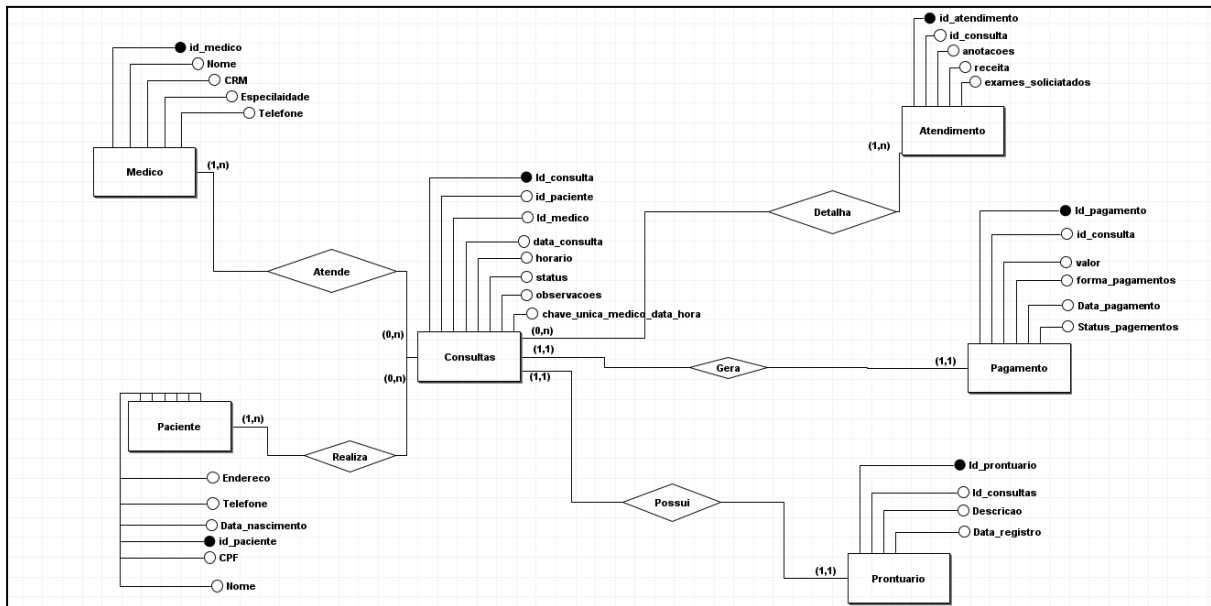 id_medico
Nome
CRM
Especilaidade
Telefone
Medico
(1,n)
id_atendimento
id_consulta
anotacoes
receita
exames_soliciatados
Atendimento
(1,n)
Detalha
Id_consulta
id_paciente
Id_medico
data_consulta
horario
status
observacoes
chave_unica_medico_data_hora
Consultas
(0,n)
(0,n)
(0,n)
(1,1)
(1,1)
Atende
Id_pagamento
id_consulta
valor
forma_pagamentos
Data_pagamento
Status_pagementos
Pagamento
(1,1)
Gera
Paciente
(1,n)
Realiza
Endereco
Telefone
Data_nascimento
id_paciente
CPF
Nome
Possui
Id_prontuario
Id_consultas
Descricao
Data_registro
Prontuario
(1,1)